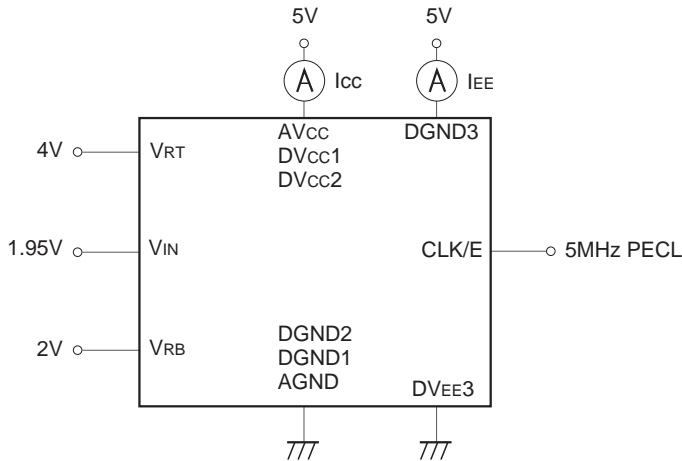 5V 5V
A ICC A IEE
AVCC DGND3
DVCC1
DVCC2
4V VRT
1.95V VIN CLK/E 5MHz PECL
2V VRB
DGND2
DGND1
AGND
DVEE3